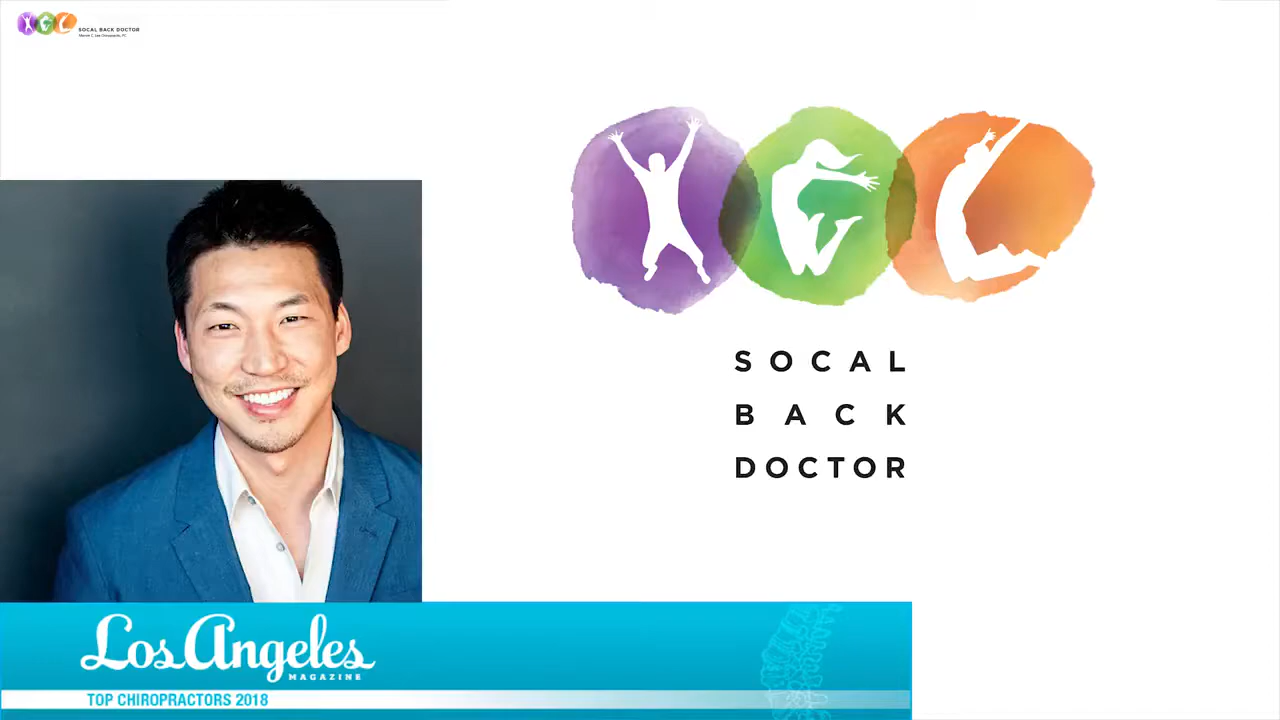 SOCAL BACK DOCTOR
SOCAL
BACK
DOCTOR
Los Angeles
MAGAZINE
TOP CHIROPRACTORS 2018